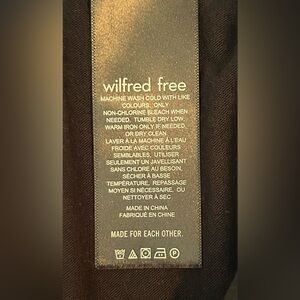 wilfred free
MACHINE WASH COLD WITH LIKE
COLOURS, ONLY
NON-CHLORINE BLEACH WHEN
NEEDED, TUMBLE DRY LOW,
WARM IRON ONLY IF NEEDED,
OR DRY CLEAN
LAVER À LA MACHINE À L'EAU
FROIDE AVEC COULEURS
SEMBLABLES, UTILISER
SEULEMENT UN JAVELLISANT
SANS CHLORE AU BESOIN,
SÉCHER À BASSE
TEMPÉRATURE, REPASSAGE
MOYEN SI NÉCESSAIRE, OU
NETTOYER À SEC
MADE IN CHINA
FABRIQUÉ EN CHINE
MADE FOR EACH OTHER.